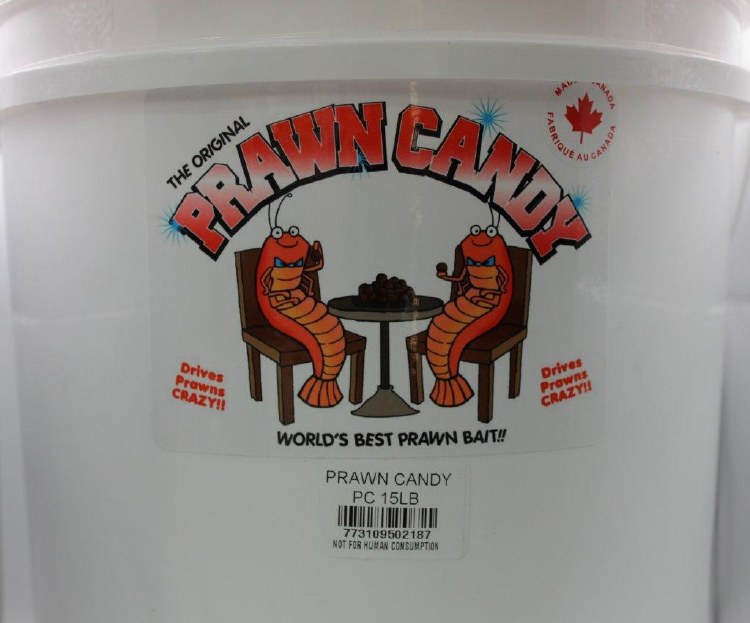 THE ORIGINAL
PRAWN CANDY
MADE CANADA
FABRIQUÉ AU CANADA
Drives
Prawns
CRAZY!!
Drives
Prawns
CRAZY!!
WORLD'S BEST PRAWN BAIT!!
PRAWN CANDY
PC 15LB
773109502187
NOT FOR HUMAN CONSUMPTION